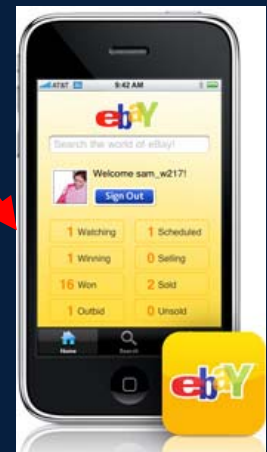 AT&T 9:42 AM
ebaY
Search the world of eBay!
Welcome sam_w217!
Sign Out
1 Watching 1 Scheduled
1 Winning 0 Selling
16 Won 2 Sold
1 Outbid 0 Unsold
Home Search
ebaY